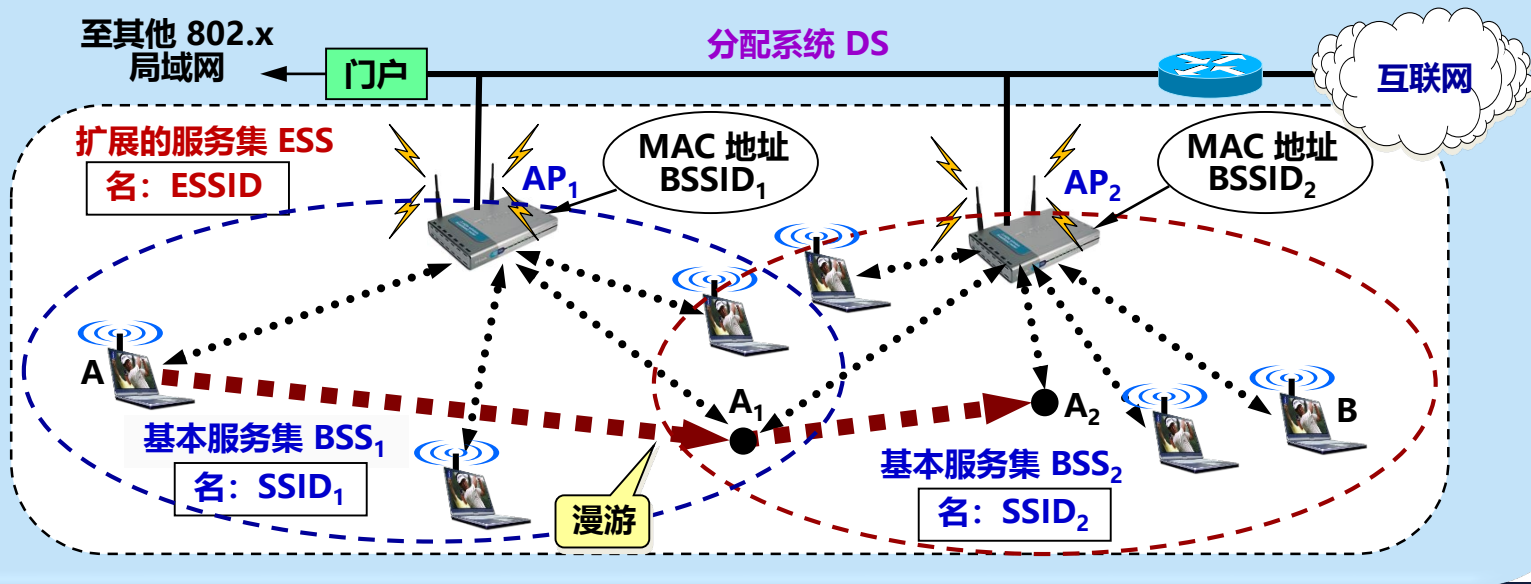 至其他 802.x
局域网
门户
分配系统 DS
互联网
扩展的服务集 ESS
名：ESSID
AP1
MAC 地址
BSSID1
AP2
MAC 地址
BSSID2
A
A1
A2
B
基本服务集 BSS1
名：SSID1
漫游
基本服务集 BSS2
名：SSID2